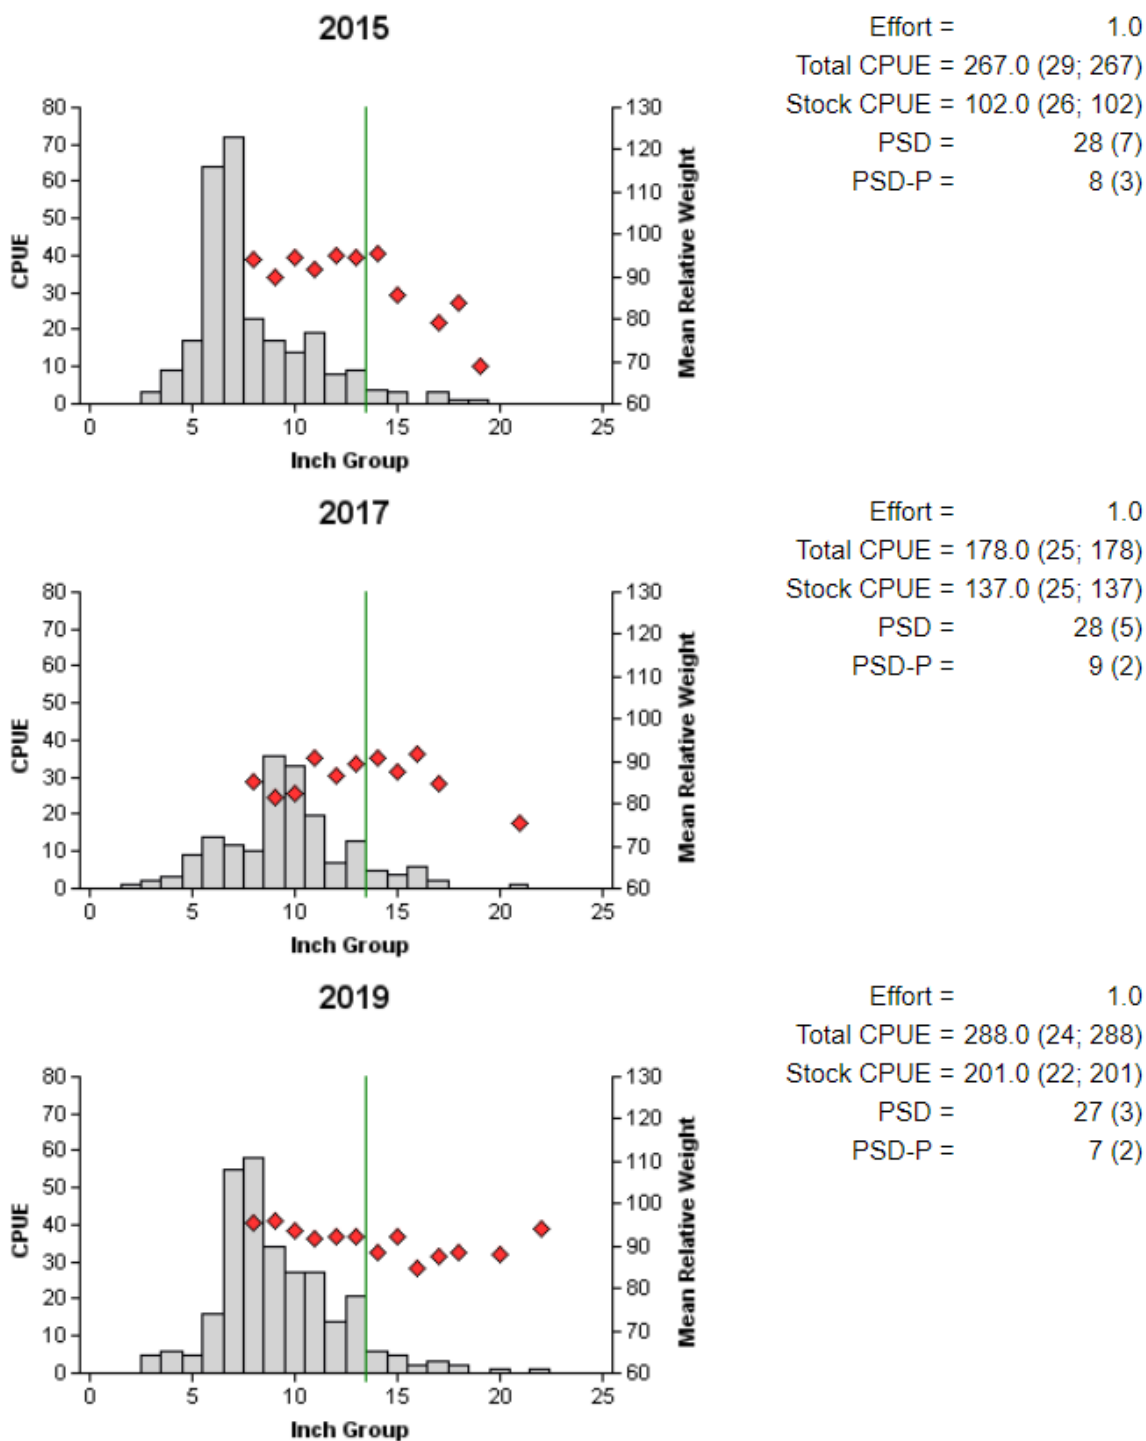 2015
Effort = 1.0
Total CPUE = 267.0 (29; 267)
Stock CPUE = 102.0 (26; 102)
PSD = 28 (7)
PSD-P = 8 (3)
80
70
60
50
40
30
20
10
0
CPUE
130
120
110
100
90
80
70
60
Mean Relative Weight
0 5 10 15 20 25
Inch Group
2017
Effort = 1.0
Total CPUE = 178.0 (25; 178)
Stock CPUE = 137.0 (25; 137)
PSD = 28 (5)
PSD-P = 9 (2)
80
70
60
50
40
30
20
10
0
CPUE
130
120
110
100
90
80
70
60
Mean Relative Weight
0 5 10 15 20 25
Inch Group
2019
Effort = 1.0
Total CPUE = 288.0 (24; 288)
Stock CPUE = 201.0 (22; 201)
PSD = 27 (3)
PSD-P = 7 (2)
80
70
60
50
40
30
20
10
0
CPUE
130
120
110
100
90
80
70
60
Mean Relative Weight
0 5 10 15 20 25
Inch Group